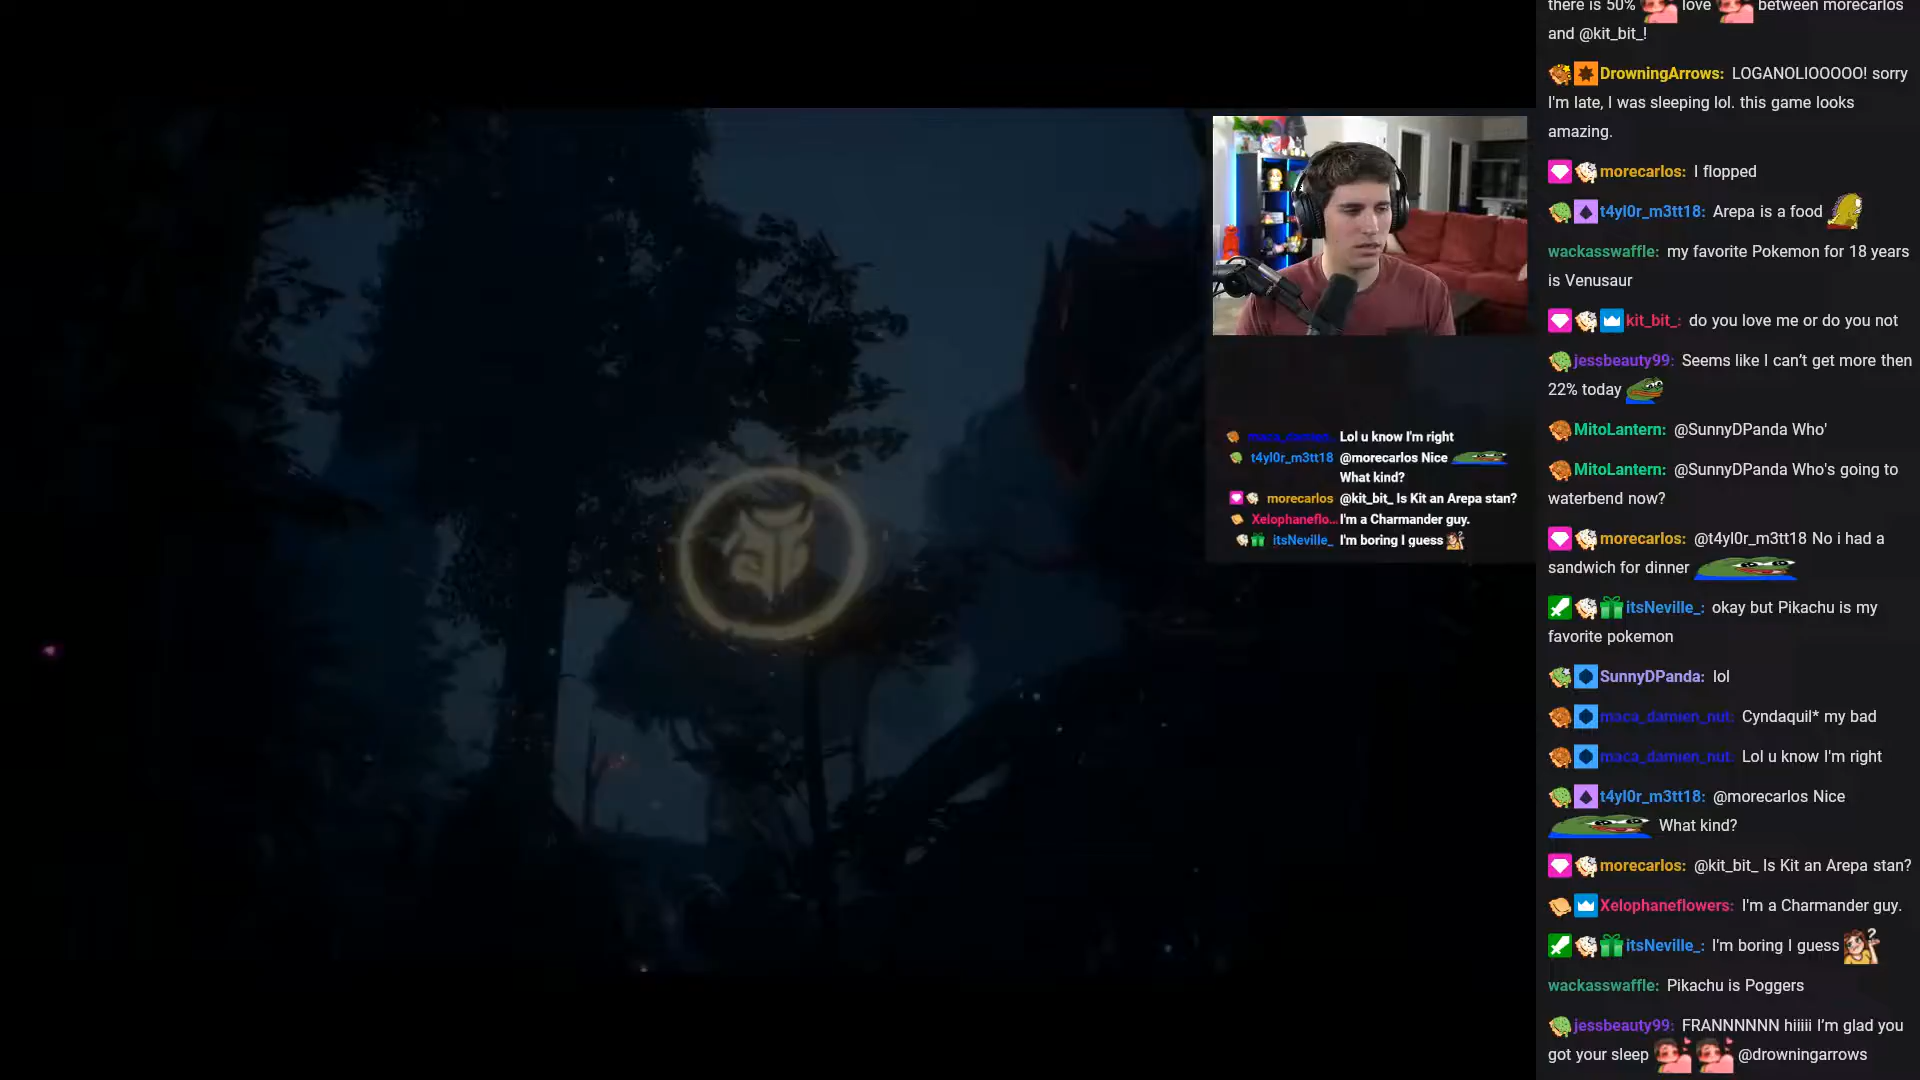 there is 50% love between morecarlos
and @kit_bit_!
DrowningArrows: LOGANOLIOOOOO! sorry
I'm late, I was sleeping lol. this game looks
amazing.
morecarlos: I flopped
t4yl0r_m3tt18: Arepa is a food
wackasswaffle: my favorite Pokemon for 18 years
is Venusaur
kit_bit_: do you love me or do you not
jessbeauty99: Seems like I can’t get more then
22% today
MitoLantern: @SunnyDPanda Who'
MitoLantern: @SunnyDPanda Who's going to
waterbend now?
morecarlos: @t4yl0r_m3tt18 No i had a
sandwich for dinner
itsNeville_: okay but Pikachu is my
favorite pokemon
SunnyDPanda: lol
maca_damien_nut: Cyndaquil* my bad
maca_damien_nut: Lol u know I'm right
t4yl0r_m3tt18: @morecarlos Nice
What kind?
morecarlos: @kit_bit_ Is Kit an Arepa stan?
Xelophaneflowers: I'm a Charmander guy.
itsNeville_: I'm boring I guess
wackasswaffle: Pikachu is Poggers
jessbeauty99: FRANNNNNN hiiiii I’m glad you
got your sleep @drowningarrows
maca_damien... Lol u know I'm right
t4yl0r_m3tt18 @morecarlos Nice
What kind?
morecarlos @kit_bit_ Is Kit an Arepa stan?
Xelophaneflo... I'm a Charmander guy.
itsNeville_ I'm boring I guess